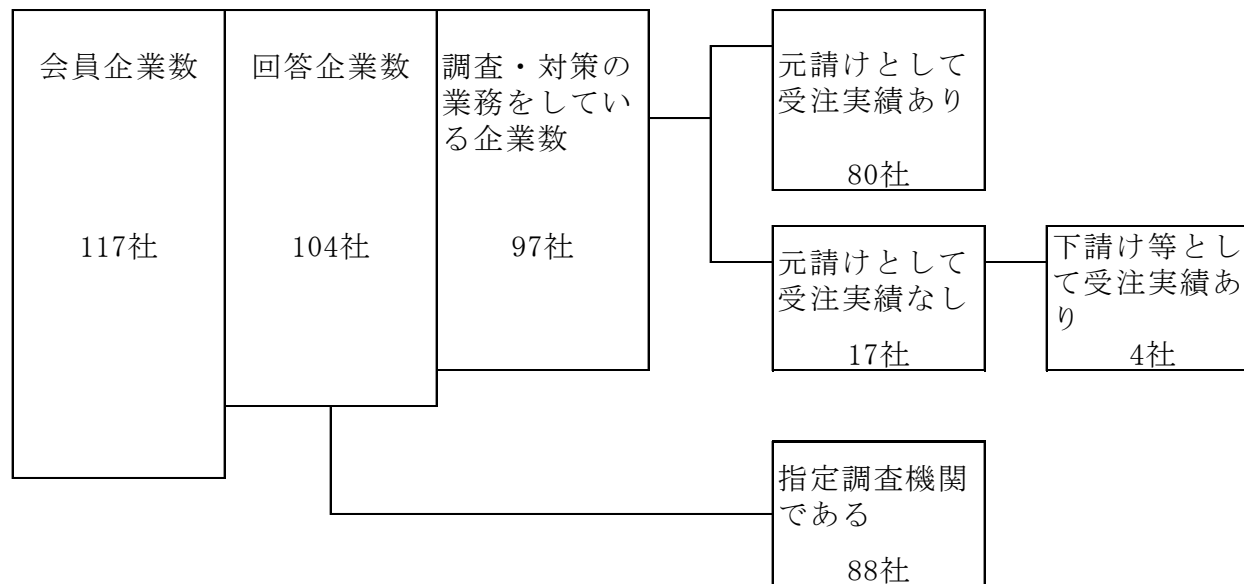 会員企業数
117社
回答企業数
104社
調査・対策の
業務をしてい
る企業数
97社
元請けとして
受注実績あり
80社
元請けとして
受注実績なし
17社
下請け等とし
て受注実績あ
り
4社
指定調査機関
である
88社